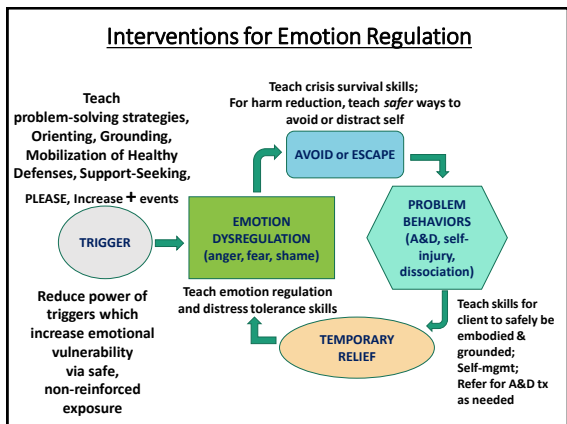 Interventions for Emotion Regulation
Teach
problem-solving strategies,
Orienting, Grounding,
Mobilization of Healthy
Defenses, Support-Seeking,
PLEASE, Increase + events
TRIGGER
Reduce power of
triggers which
increase emotional
vulnerability
via safe,
non-reinforced
exposure
EMOTION
DYSREGULATION
(anger, fear, shame)
Teach emotion regulation
and distress tolerance skills
Teach crisis survival skills;
For harm reduction, teach safer ways to
avoid or distract self
AVOID or ESCAPE
PROBLEM
BEHAVIORS
(A&D, self-
injury,
dissociation)
Teach skills for
client to safely be
embodied &
grounded;
Self-mgmt;
Refer for A&D tx
as needed
TEMPORARY
RELIEF